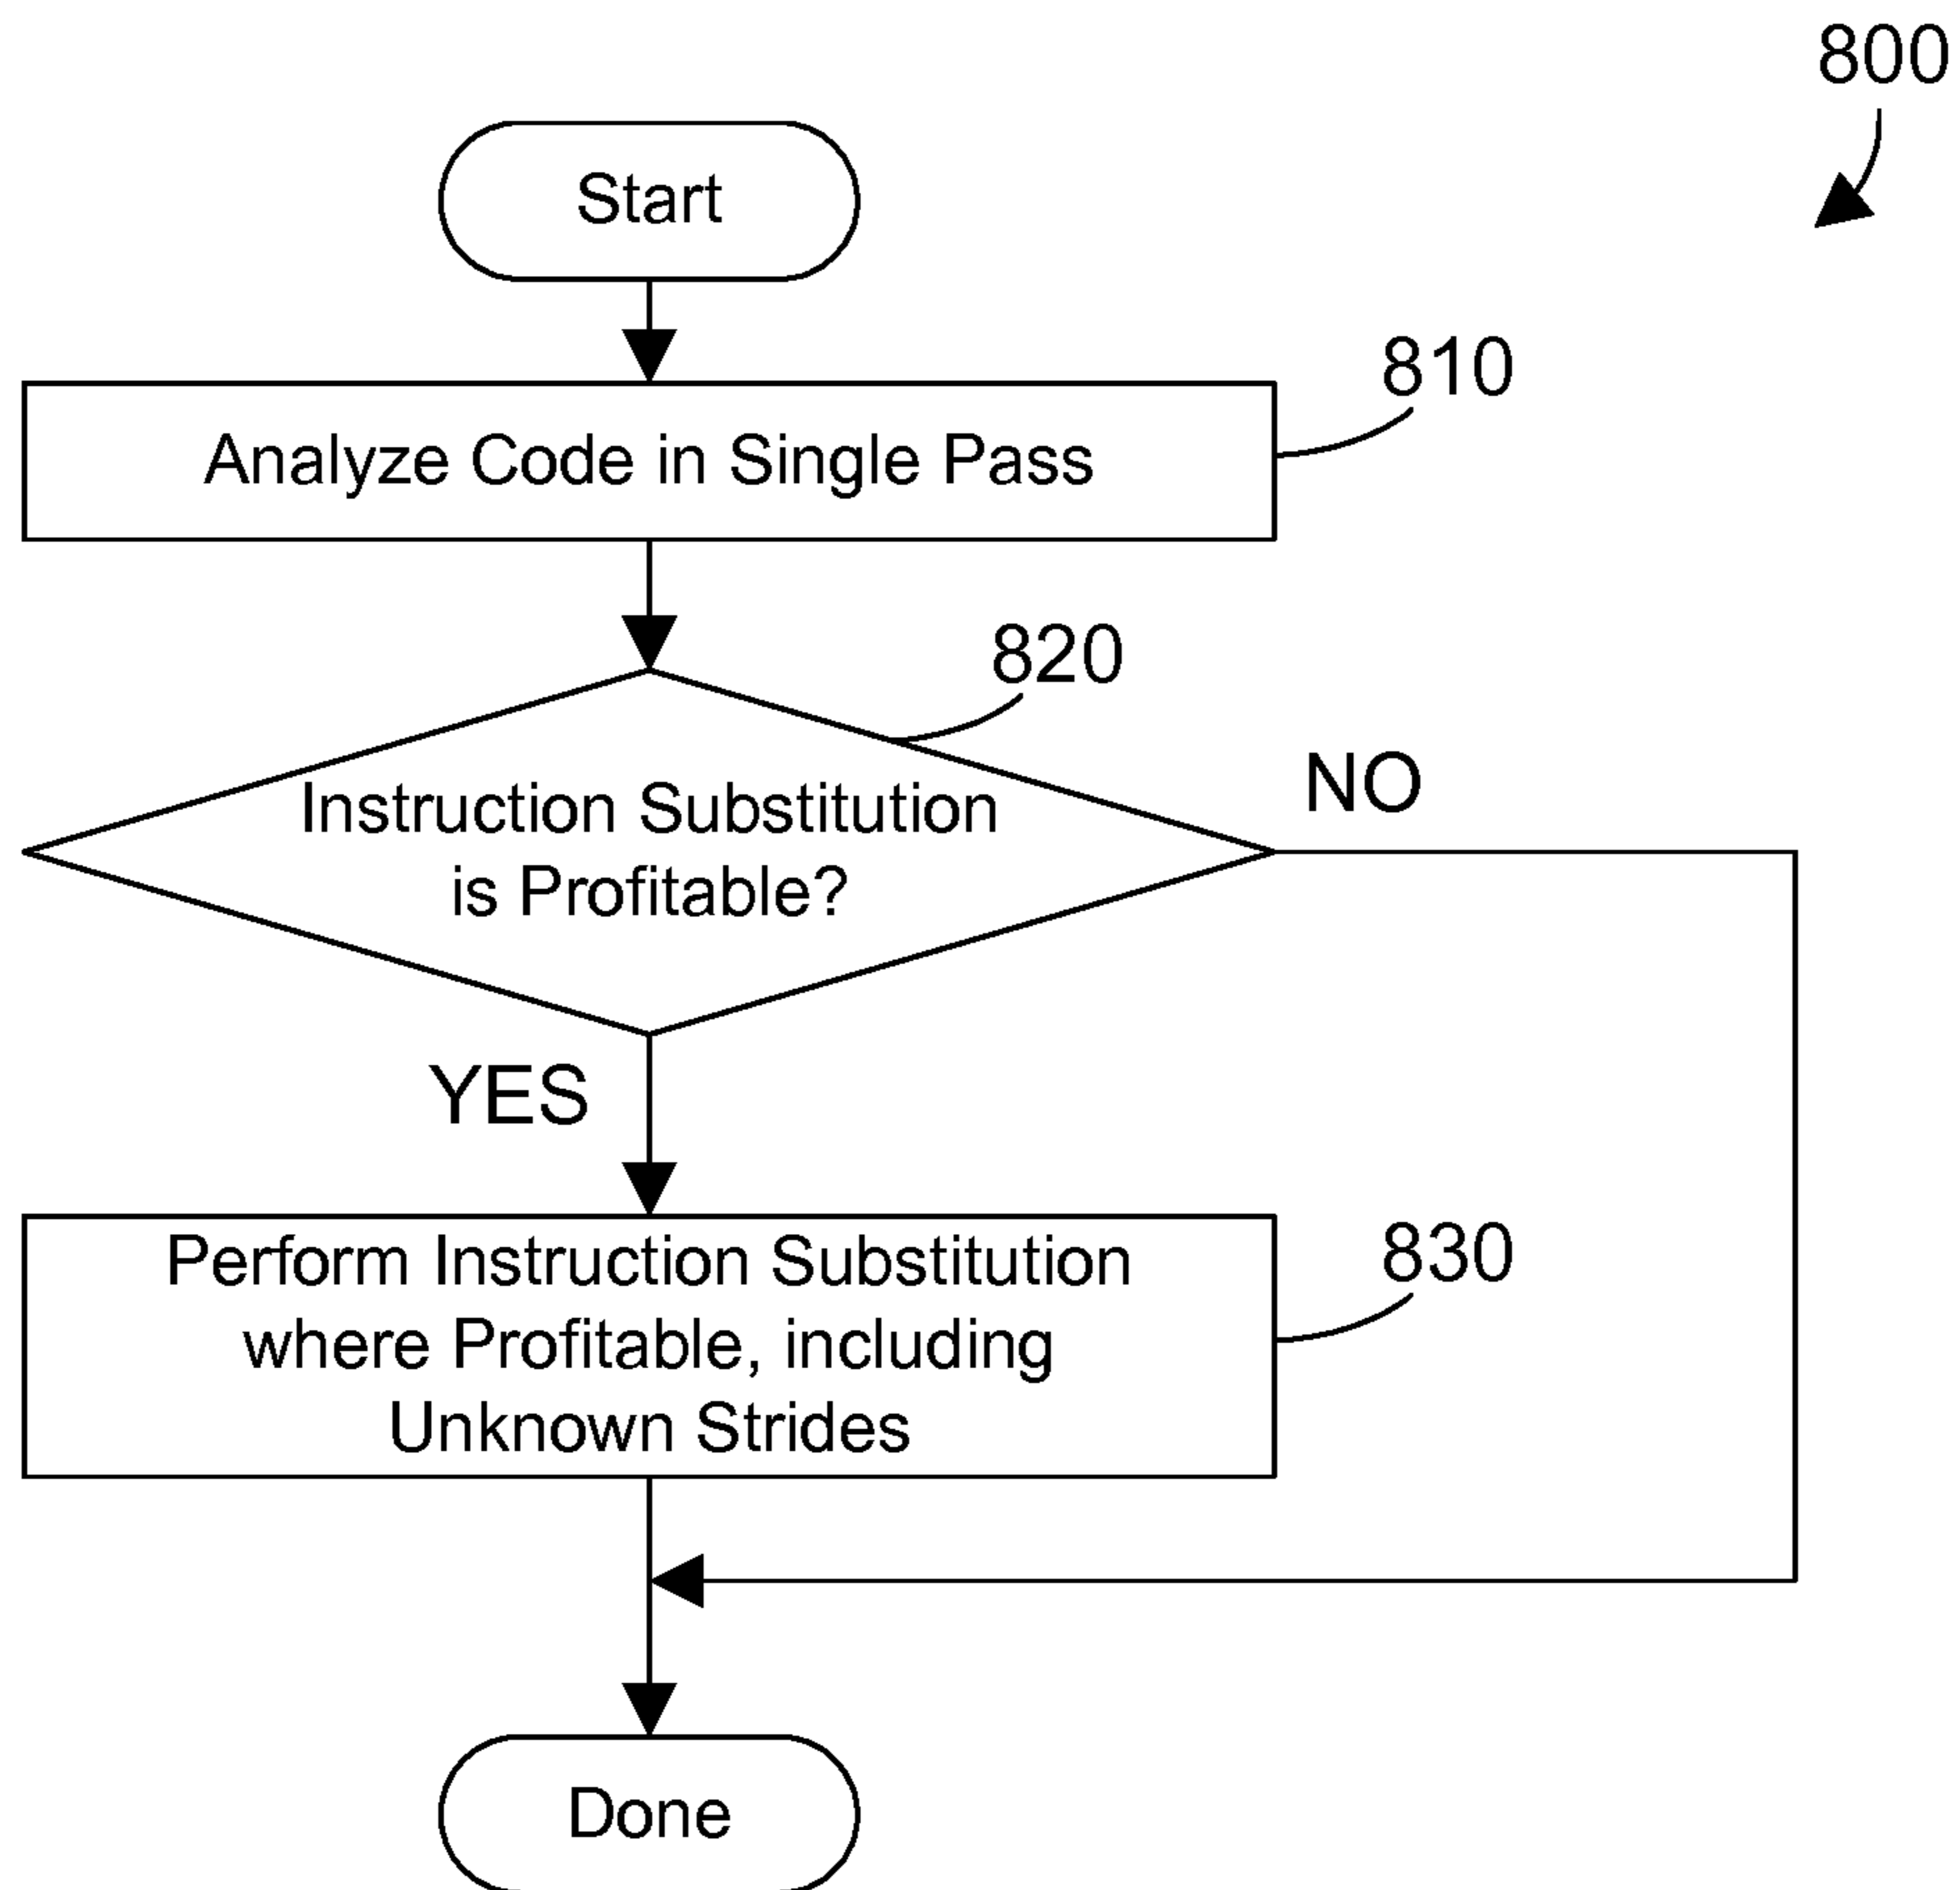 800
Start
810
Analyze Code in Single Pass
820
Instruction Substitution
is Profitable?
NO
YES
830
Perform Instruction Substitution
where Profitable, including
Unknown Strides
Done